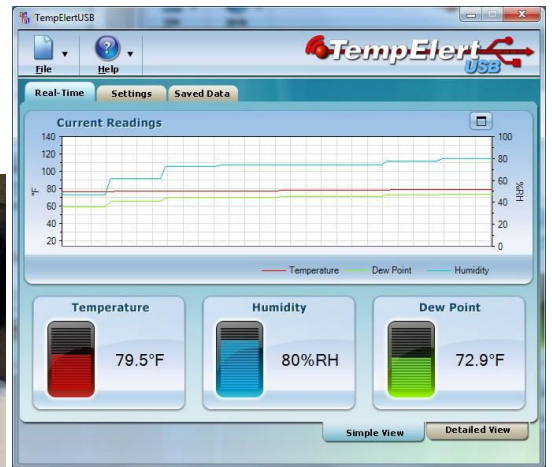 TempElertUSB
TempElert
USB
File
Help
Real-Time
Settings
Saved Data
Current Readings
140
120
100
80
60
40
20
°F
100
80
60
40
20
0
%RH
Temperature
Dew Point
Humidity
Temperature
Humidity
Dew Point
79.5°F
80%RH
72.9°F
Simple View
Detailed View